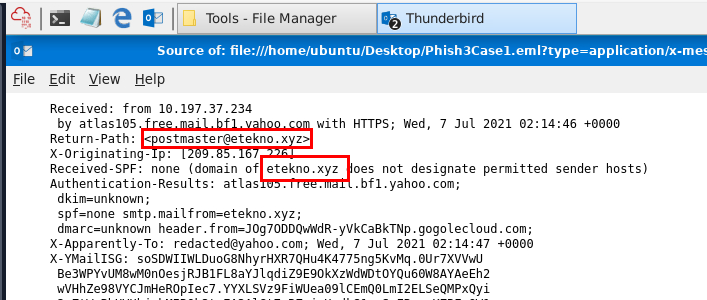 Tools - File Manager
2 Thunderbird
Source of: file:///home/ubuntu/Desktop/Phish3Case1.eml?type=application/x-mes
File Edit View Help
Received: from 10.197.37.234
by atlas105.free.mail.bf1.yahoo.com with HTTPS; Wed, 7 Jul 2021 02:14:46 +0000
Return-Path: <postmaster@etekno.xyz>
X-Originating-Ip: [209.85.167.226]
Received-SPF: none (domain of etekno.xyz does not designate permitted sender hosts)
Authentication-Results: atlas105.free.mail.bf1.yahoo.com;
dkim=unknown;
spf=none smtp.mailfrom=etekno.xyz;
dmarc=unknown header.from=JOg7ODDQwWdR-yVkCaBkTNp.gogolecloud.com;
X-Apparently-To: redacted@yahoo.com; Wed, 7 Jul 2021 02:14:47 +0000
X-YMailISG: soSDWIIWLDuoG8NhyrHXR7QHu4K4775ng5KvMq.0Ur7XVVwU
Be3WPYvUM8wM0nOesjRJB1FL8aYJlqdiZ9E9OkXzWdWDtOYQu60W8AYAeEh2
wVHhZe98VYCJmHeROpIec7.YYXLSVz9FiWUea09lCEmQ0LmI2ELSeQMPxQyi